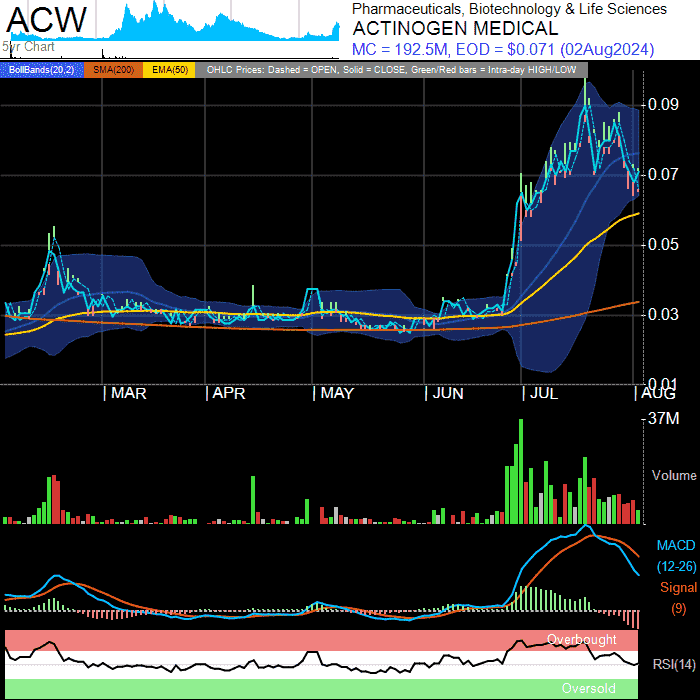 ACW
Pharmaceuticals, Biotechnology & Life Sciences
ACTINOGEN MEDICAL
5yr Chart
MC = 192.5M, EOD = $0.071 (02Aug2024)
BollBands(20,2) SMA(200) EMA(50) OHLC Prices: Dashed = OPEN, Solid = CLOSE, Green/Red bars = Intra-day HIGH/LOW
0.09
0.07
0.05
0.03
0.01
MAR APR MAY JUN JUL AUG
37M
Volume
MACD
(12-26)
Signal
(9)
Overbought
RSI(14)
Oversold